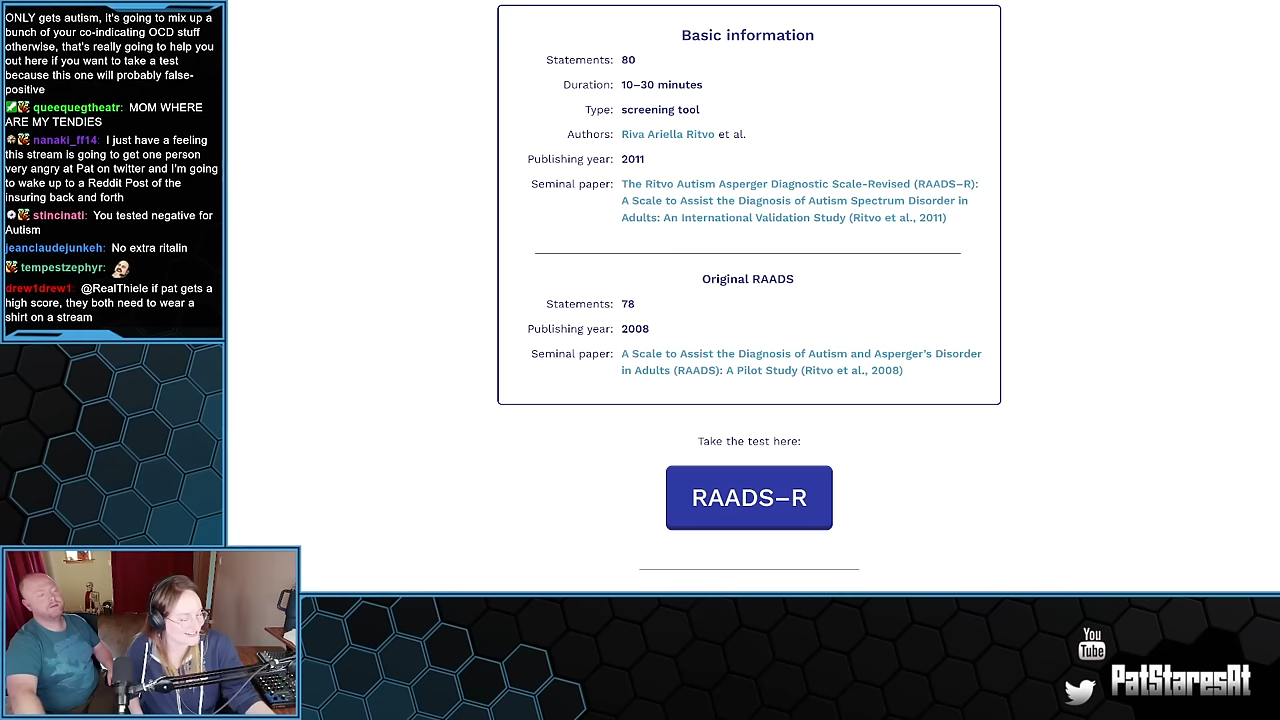 ONLY gets autism, it's going to mix up a
bunch of your co-indicating OCD stuff
otherwise, that's really going to help you
out here if you want to take a test
because this one will probably false-
positive
queequegtheatr: MOM WHERE
ARE MY TENDIES
nanaki_ff14: I just have a feeling
this stream is going to get one person
very angry at Pat on twitter and I'm going
to wake up to a Reddit Post of the
insuring back and forth
stincinati: You tested negative for
Autism
jeanclaudejunkeh: No extra ritalin
tempestzephyr:
drew1drew1: @RealThiele if pat gets a
high score, they both need to wear a
shirt on a stream
Basic information
Statements: 80
Duration: 10–30 minutes
Type: screening tool
Authors: Riva Ariella Ritvo et al.
Publishing year: 2011
Seminal paper: The Ritvo Autism Asperger Diagnostic Scale-Revised (RAADS–R):
A Scale to Assist the Diagnosis of Autism Spectrum Disorder in
Adults: An International Validation Study (Ritvo et al., 2011)
Original RAADS
Statements: 78
Publishing year: 2008
Seminal paper: A Scale to Assist the Diagnosis of Autism and Asperger's Disorder
in Adults (RAADS): A Pilot Study (Ritvo et al., 2008)
Take the test here:
RAADS–R
You
Tube
PatStaresAt